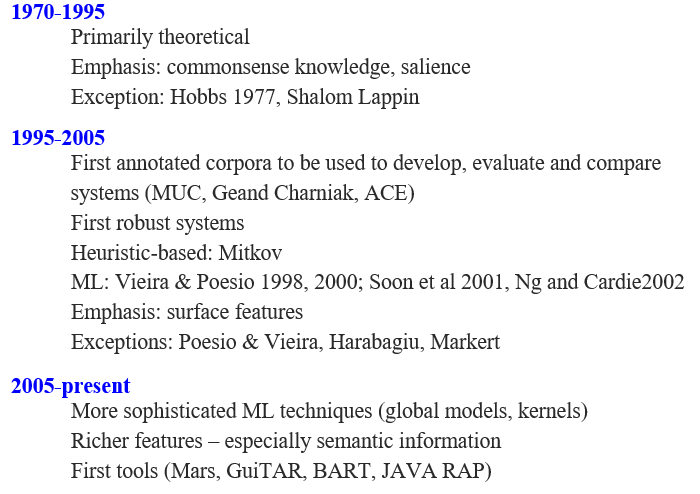 1970-1995
Primarily theoretical
Emphasis: commonsense knowledge, salience
Exception: Hobbs 1977, Shalom Lappin
1995-2005
First annotated corpora to be used to develop, evaluate and compare
systems (MUC, Geand Charniak, ACE)
First robust systems
Heuristic-based: Mitkov
ML: Vieira & Poesio 1998, 2000; Soon et al 2001, Ng and Cardie2002
Emphasis: surface features
Exceptions: Poesio & Vieira, Harabagiu, Markert
2005-present
More sophisticated ML techniques (global models, kernels)
Richer features – especially semantic information
First tools (Mars, GuiTAR, BART, JAVA RAP)